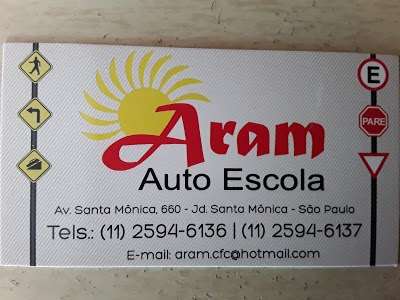 Aram
Auto Escola
Av. Santa Mônica, 660 - Jd. Santa Mônica - São Paulo
Tels.: (11) 2594-6136 | (11) 2594-6137
E-mail: aram.cfc@hotmail.com
E
PARE